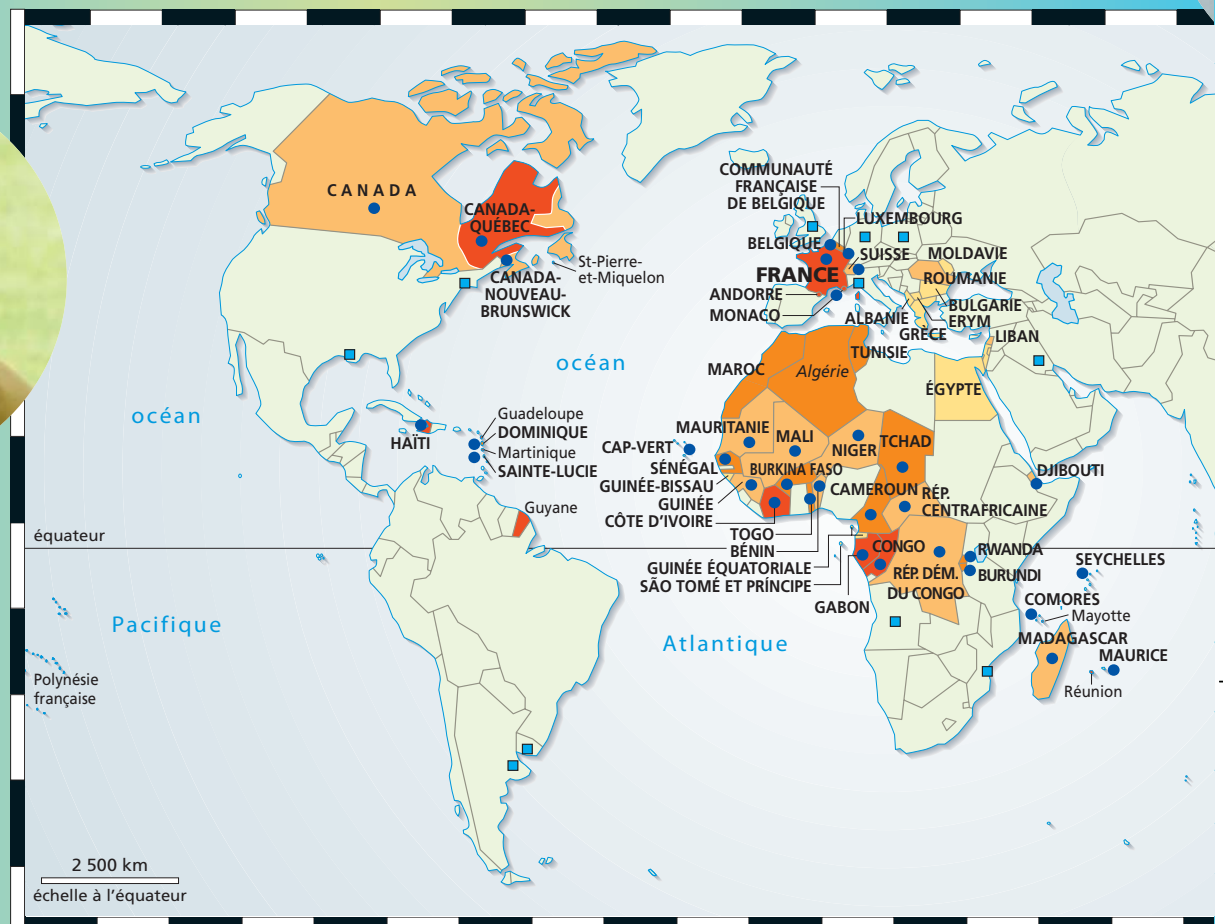 CANADA
CANADA-
QUÉBEC
St-Pierre-
et-Miquelon
CANADA-
NOUVEAU-
BRUNSWICK
COMMUNAUTÉ
FRANÇAISE
DE BELGIQUE
LUXEMBOURG
BELGIQUE
SUISSE
MOLDAVIE
FRANCE
ROUMANIE
ANDORRE
MONACO
BULGARIE
ALBANIE
ERYM
GRÈCE
LIBAN
TUNISIE
MAROC
Algérie
ÉGYPTE
océan
océan
Guadeloupe
DOMINIQUE
HAÏTI
Martinique
SAINTE-LUCIE
Guyane
MAURITANIE
MALI
NIGER
TCHAD
CAP-VERT
SÉNÉGAL
BURKINA FASO
GUINÉE-BISSAU
GUINÉE
CÔTE D'IVOIRE
CAMEROUN
RÉP.
CENTRAFRICAINE
DJIBOUTI
TOGO
BÉNIN
GUINÉE ÉQUATORIALE
SÃO TOMÉ ET PRÍNCIPE
GABON
CONGO
RÉP. DÉM.
DU CONGO
RWANDA
BURUNDI
SEYCHELLES
COMORES
Mayotte
MADAGASCAR
MAURICE
Réunion
équateur
Pacifique
Atlantique
Polynésie
française
2 500 km
échelle à l'équateur